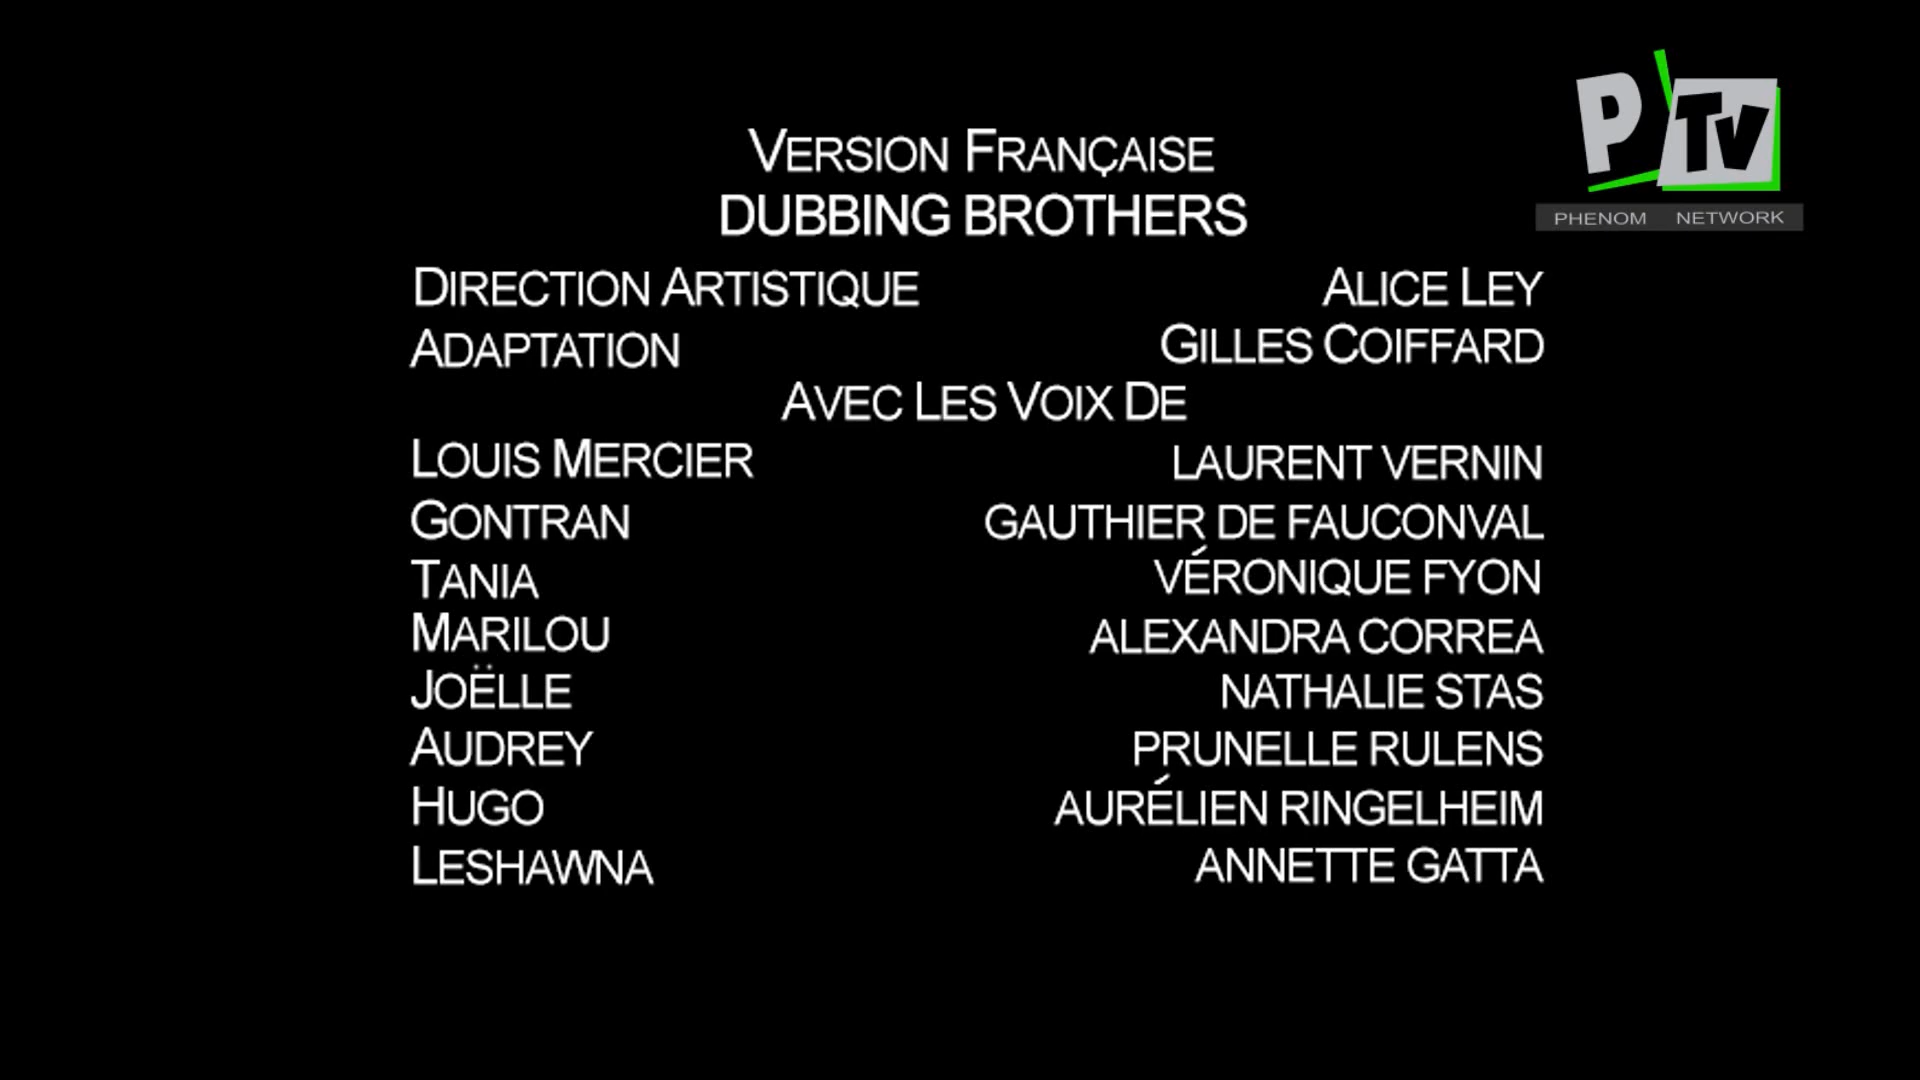 P TV
PHENOM NETWORK
VERSION FRANÇAISE
DUBBING BROTHERS
DIRECTION ARTISTIQUE ALICE LEY
ADAPTATION GILLES COIFFARD
AVEC LES VOIX DE
LOUIS MERCIER LAURENT VERNIN
GONTRAN GAUTHIER DE FAUCONVAL
TANIA VÉRONIQUE FYON
MARILOU ALEXANDRA CORREA
JOËLLE NATHALIE STAS
AUDREY PRUNELLE RULENS
HUGO AURÉLIEN RINGELHEIM
LESHAWNA ANNETTE GATTA